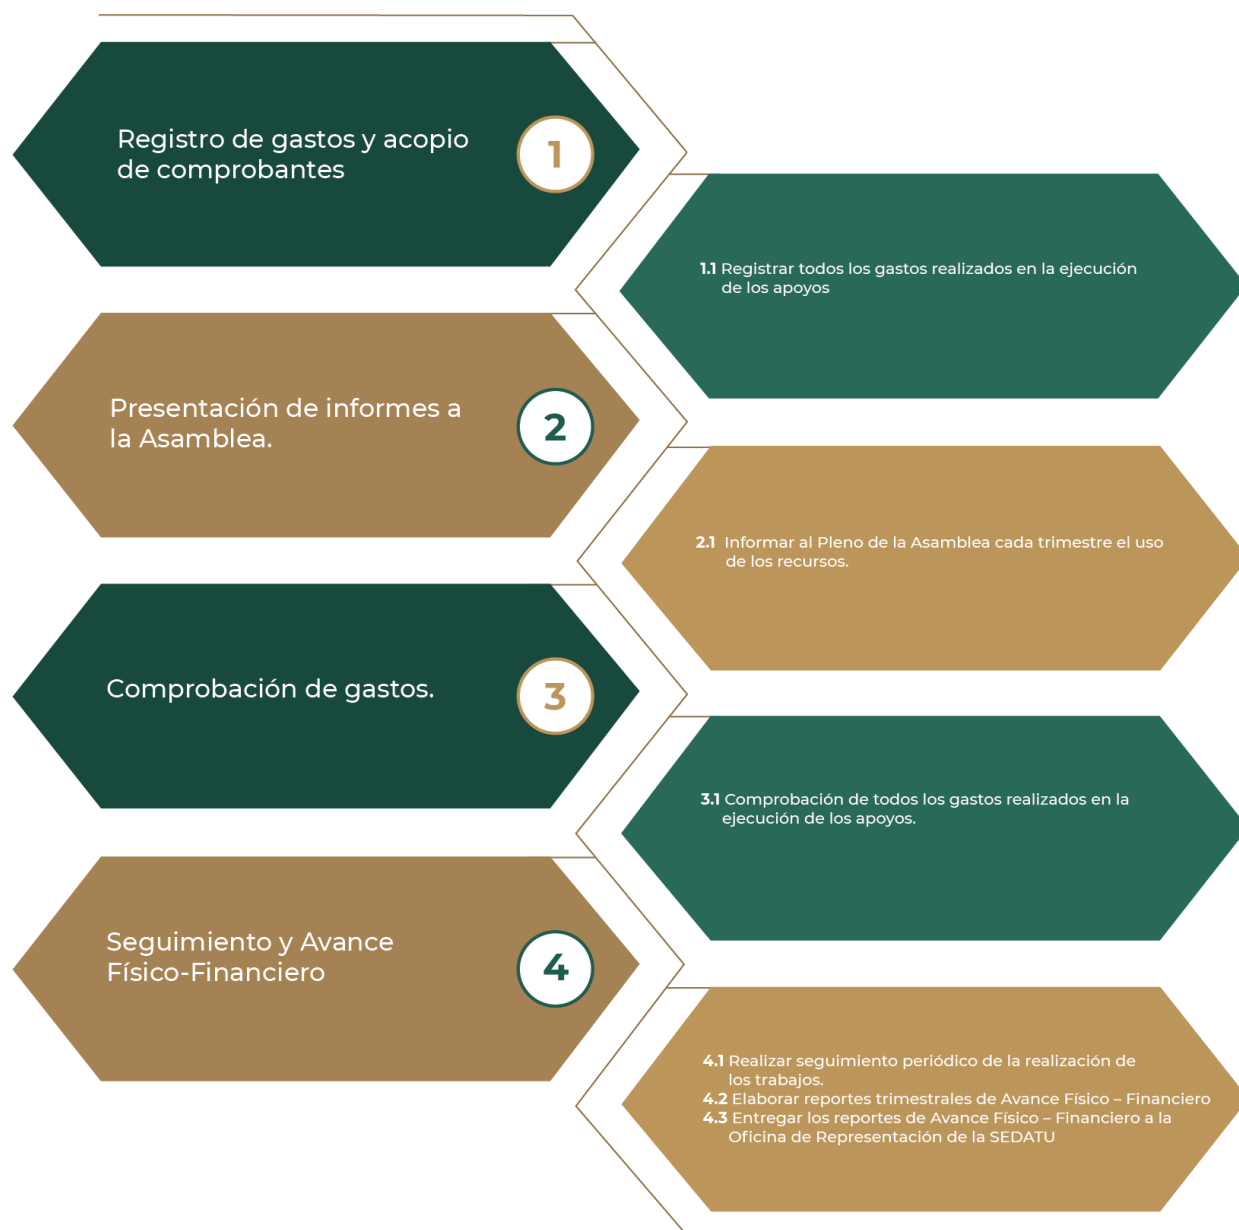 Registro de gastos y acopio
de comprobantes
1
1.1 Registrar todos los gastos realizados en la ejecución
de los apoyos
Presentación de informes a
la Asamblea.
2
2.1 Informar al Pleno de la Asamblea cada trimestre el uso
de los recursos.
Comprobación de gastos.
3
3.1 Comprobación de todos los gastos realizados en la
ejecución de los apoyos.
Seguimiento y Avance
Físico-Financiero
4
4.1 Realizar seguimiento periódico de la realización de
los trabajos.
4.2 Elaborar reportes trimestrales de Avance Físico – Financiero
4.3 Entregar los reportes de Avance Físico – Financiero a la
Oficina de Representación de la SEDATU